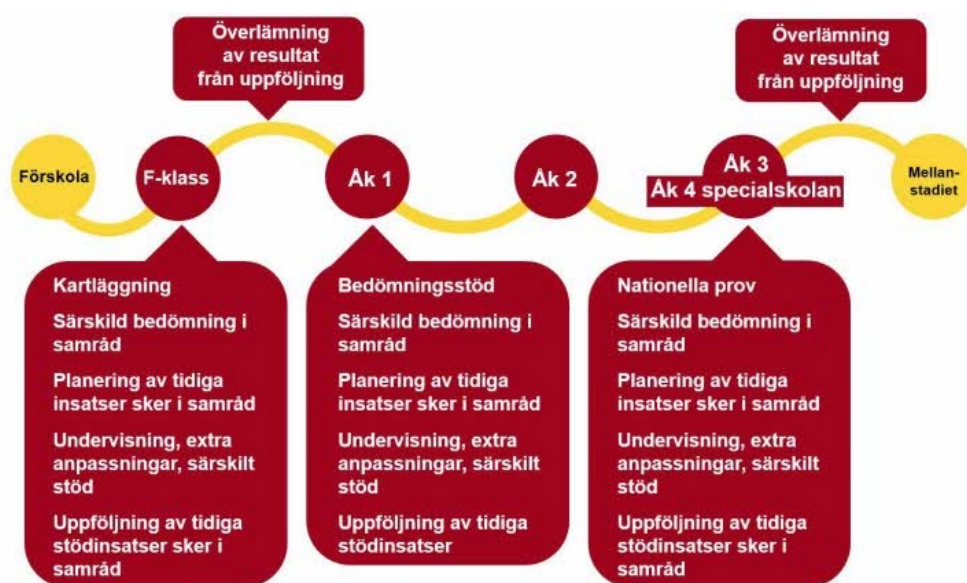 Överlämning
av resultat
från uppföljning
Överlämning
av resultat
från uppföljning
Förskola
F-klass
Åk 1
Åk 2
Åk 3
Åk 4 specialskolan
Mellan-
stadiet
Kartläggning
Särskild bedömning i
samråd
Planering av tidiga
insatser sker i samråd
Undervisning, extra
anpassningar, särskilt
stöd
Uppföljning av tidiga
stödinsatser sker i
samråd
Bedömningsstöd
Särskild bedömning i
samråd
Planering av tidiga
insatser sker i samråd
Undervisning, extra
anpassningar, särskilt
stöd
Uppföljning av tidiga
stödinsatser
Nationella prov
Särskild bedömning i
samråd
Planering av tidiga
insatser sker i samråd
Undervisning, extra
anpassningar, särskilt
stöd
Uppföljning av tidiga
stödinsatser sker i
samråd